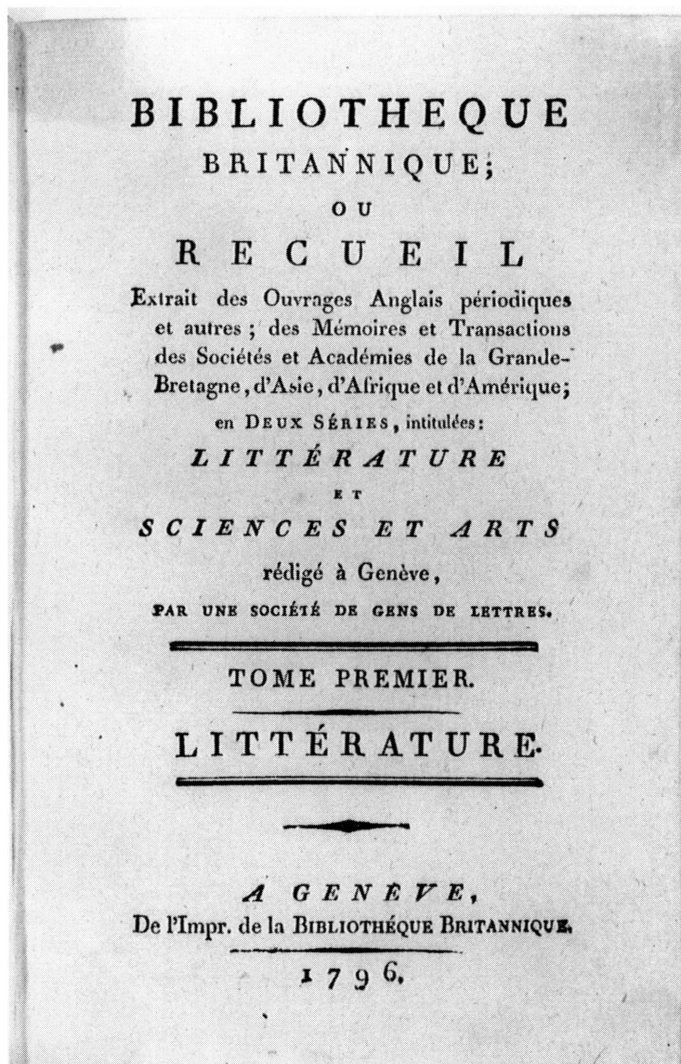 BIBLIOTHEQUE
BRITANNIQUE;
OU
RECUEIL
Extrait des Ouvrages Anglais périodiques
et autres ; des Mémoires et Transactions
des Sociétés et Académies de la Grande-
Bretagne, d'Asie, d'Afrique et d'Amérique;
en DEUX SÉRIES, intitulées:
LITTÉRATURE
ET
SCIENCES ET ARTS
rédigé à Genève,
PAR UNE SOCIÉTÉ DE GENS DE LETTRES.
TOME PREMIER.
LITTÉRATURE.
A GENÈVE,
De l'Impr. de la BIBLIOTHÉQUE BRITANNIQUE.
1796.